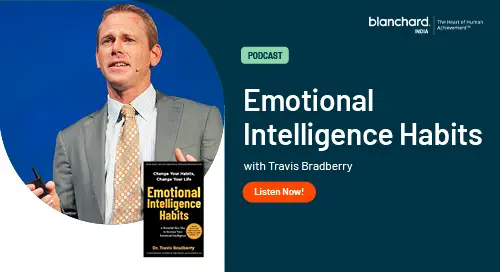 blanchard.
INDIA
The Heart of Human
Achievement™
PODCAST
Emotional
Intelligence Habits
with Travis Bradberry
Listen Now!
Change Your Habits,
Change Your Life
Emotional
Intelligence
Habits
Dr. Travis Bradberry